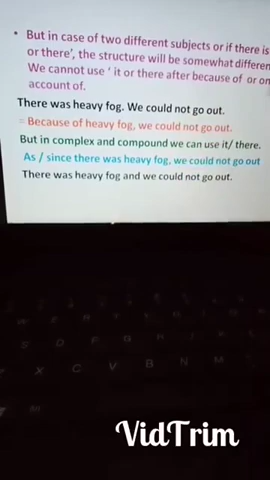 • But in case of two different subjects or if there is
or there', the structure will be somewhat differen
We cannot use ' it or there after because of or on
account of.
There was heavy fog. We could not go out.
= Because of heavy fog, we could not go out.
But in complex and compound we can use it/ there.
As / since there was heavy fog, we could not go out
There was heavy fog and we could not go out.
X C V B N M
VidTrim